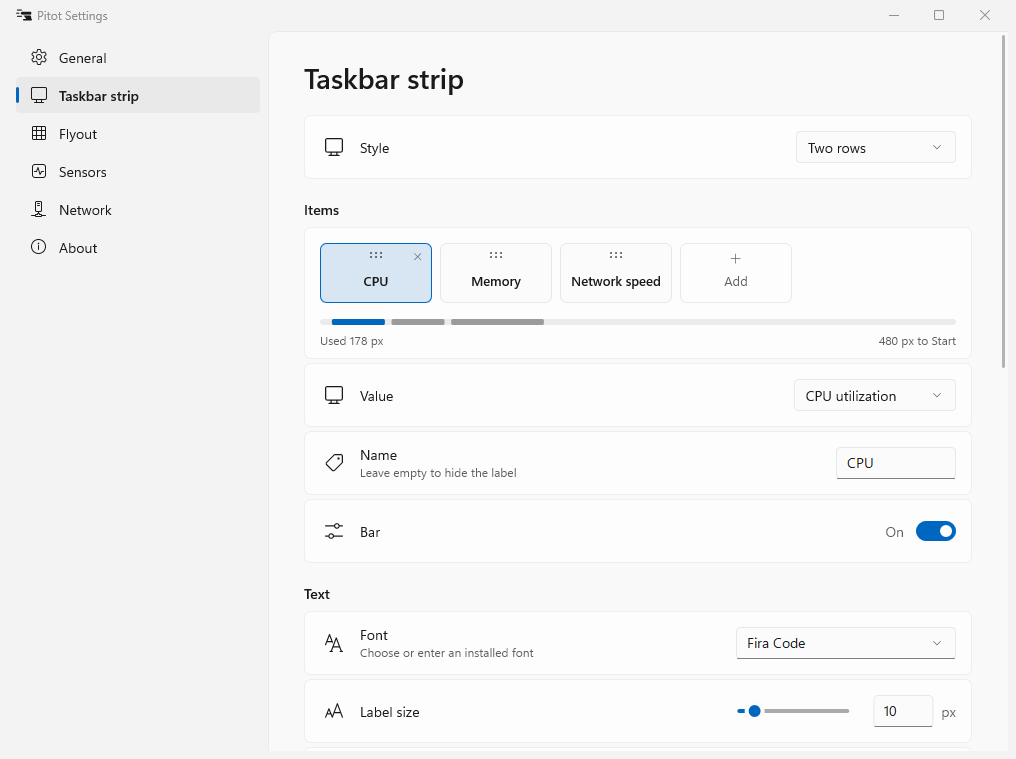 Pitot Settings
General
Taskbar strip
Flyout
Sensors
Network
About
Taskbar strip
Style
Two rows
Items
CPU
Memory
Network speed
Add
Used 178 px
480 px to Start
Value
CPU utilization
Name
Leave empty to hide the label
CPU
Bar
On
Text
Font
Choose or enter an installed font
Fira Code
Label size
10
px